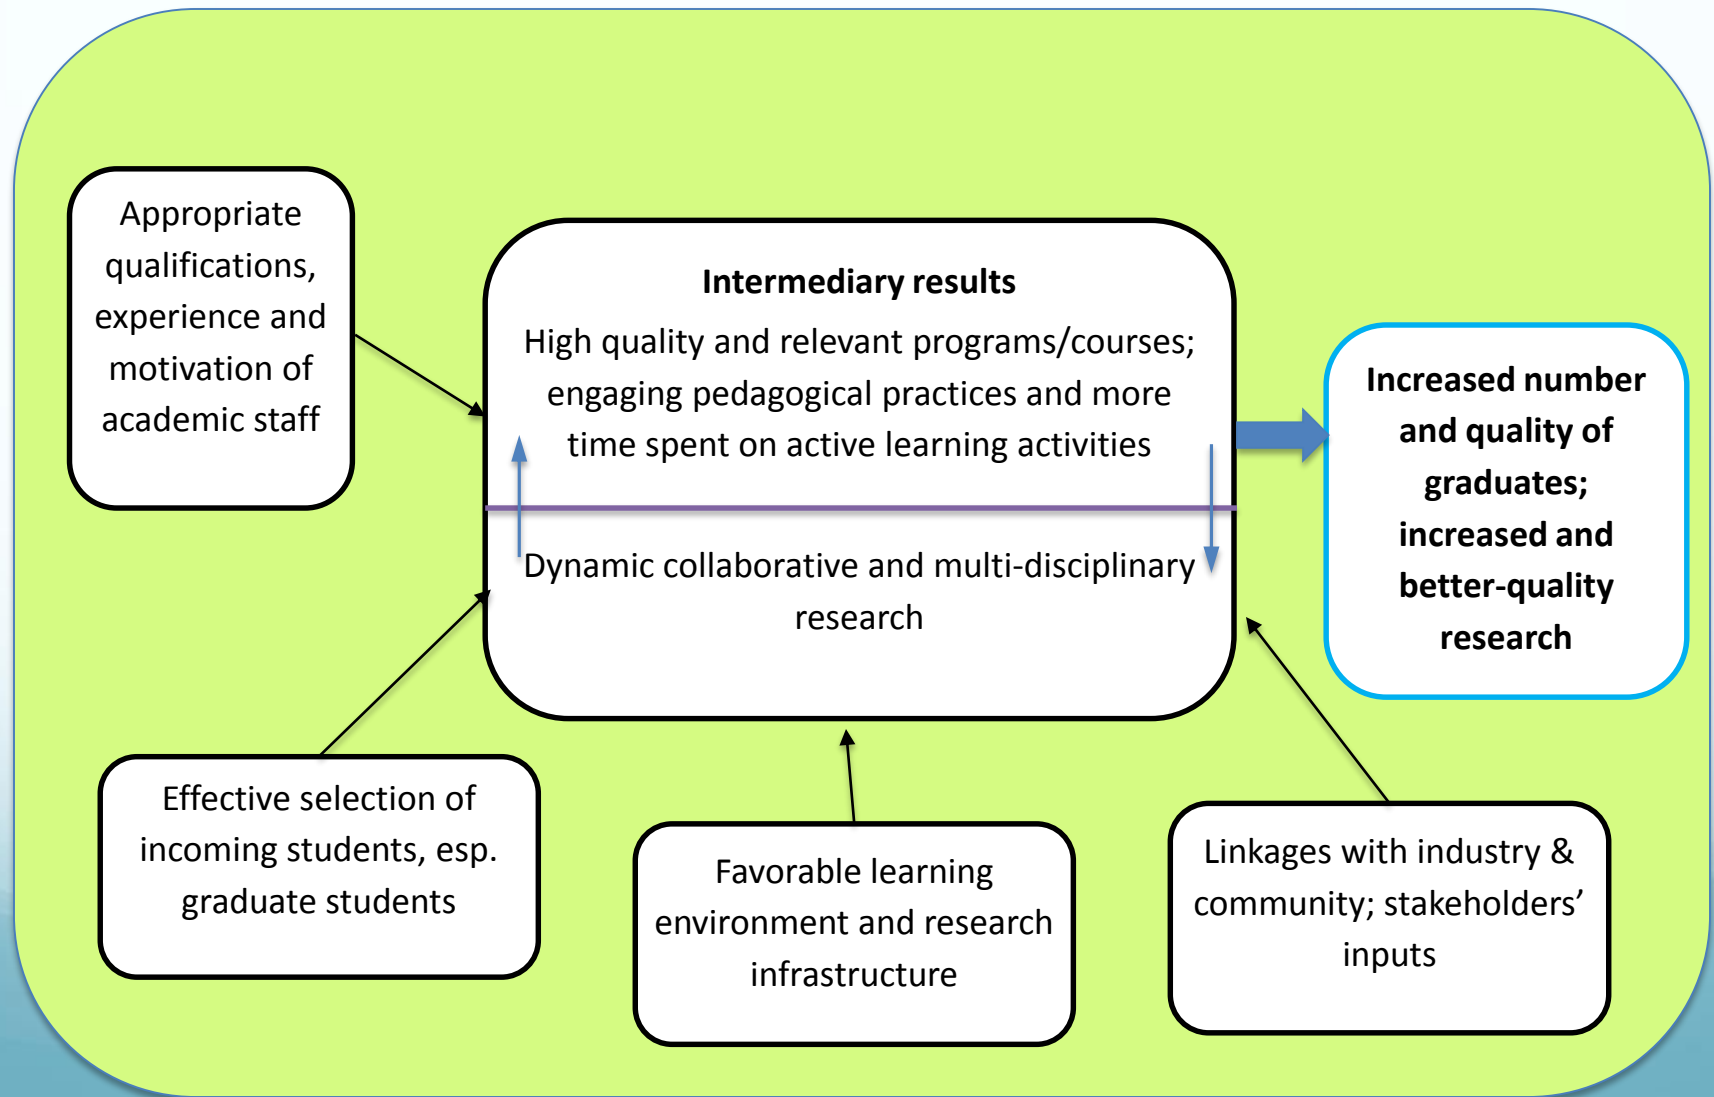 Appropriate
qualifications,
experience and
motivation of
academic staff
Intermediary results
High quality and relevant programs/courses;
engaging pedagogical practices and more
time spent on active learning activities
Dynamic collaborative and multi-disciplinary
research
Increased number
and quality of
graduates;
increased and
better-quality
research
Effective selection of
incoming students, esp.
graduate students
Favorable learning
environment and research
infrastructure
Linkages with industry &
community; stakeholders’
inputs